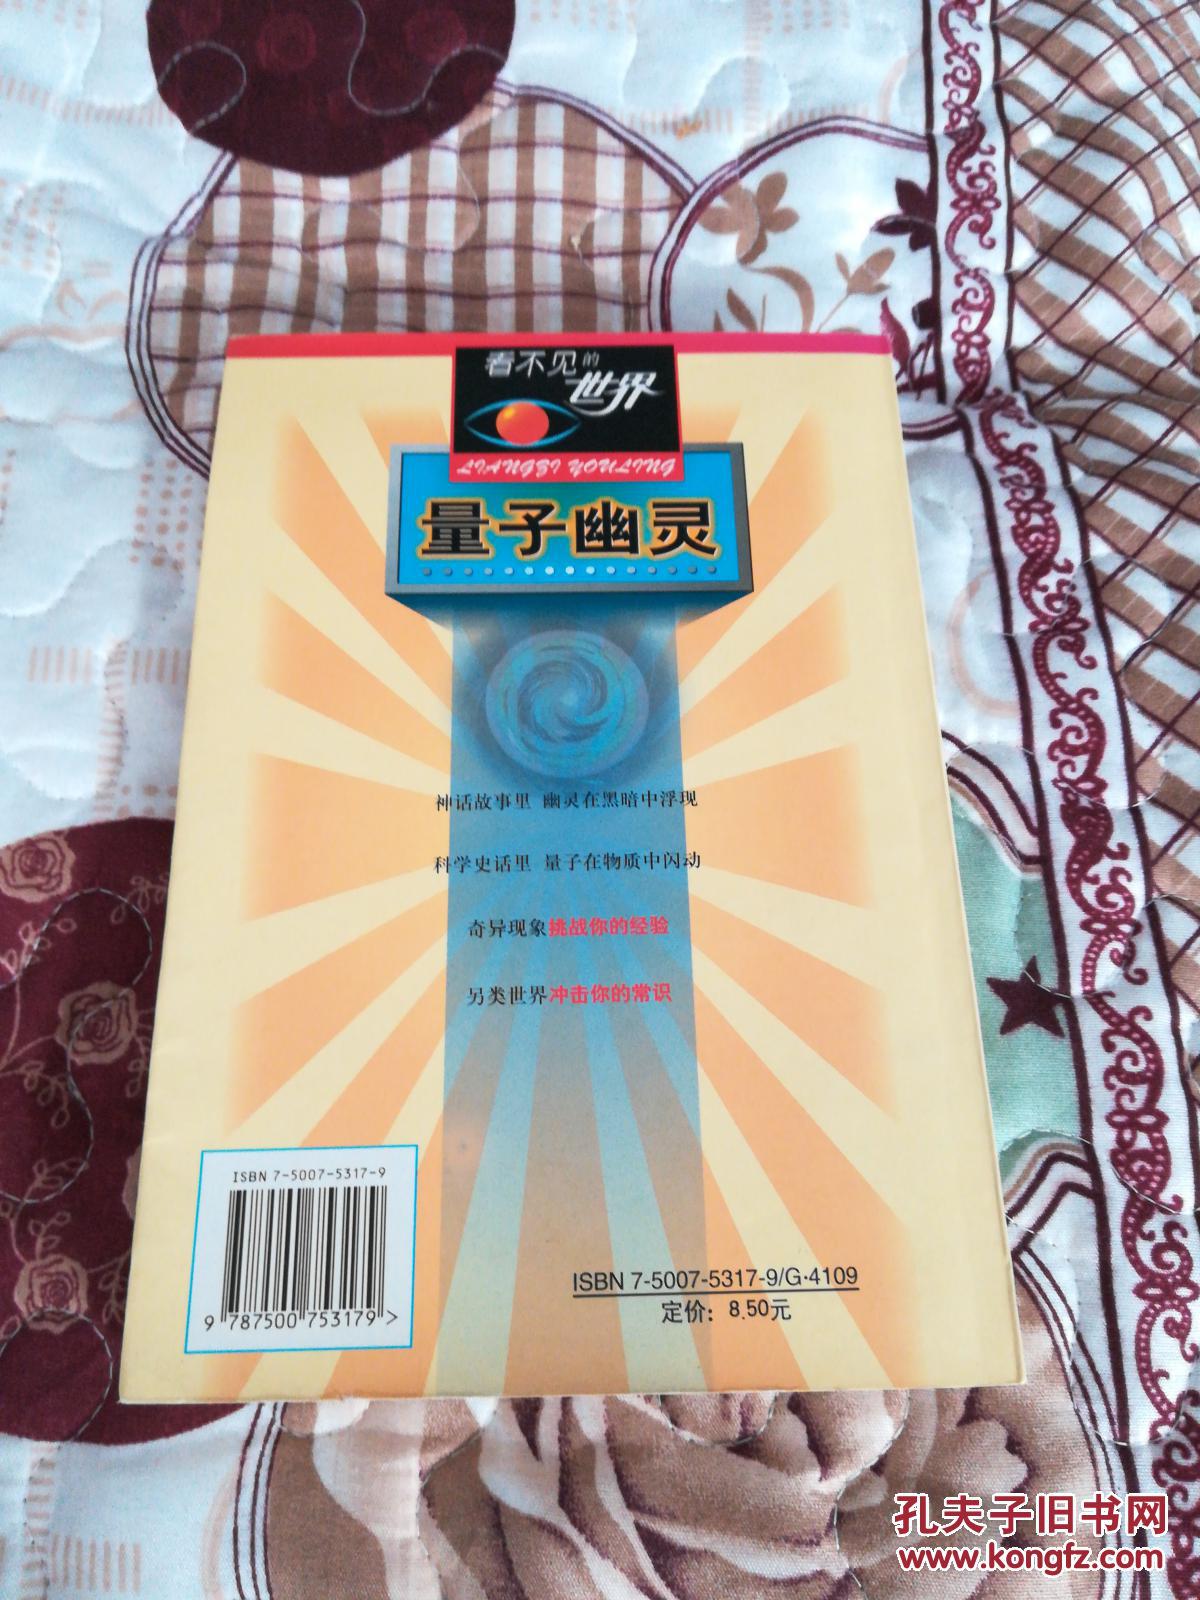 看不见的
世界
LIANGZI YOULING
量子幽灵
神话故事里 幽灵在黑暗中浮现
科学史话里 量子在物质中闪动
奇异现象挑战你的经验
另类世界冲击你的常识
ISBN 7-5007-5317-9
9 787500 753179 >
ISBN 7-5007-5317-9/G·4109
定价：8.50元
孔夫子旧书网
www.kongfz.com